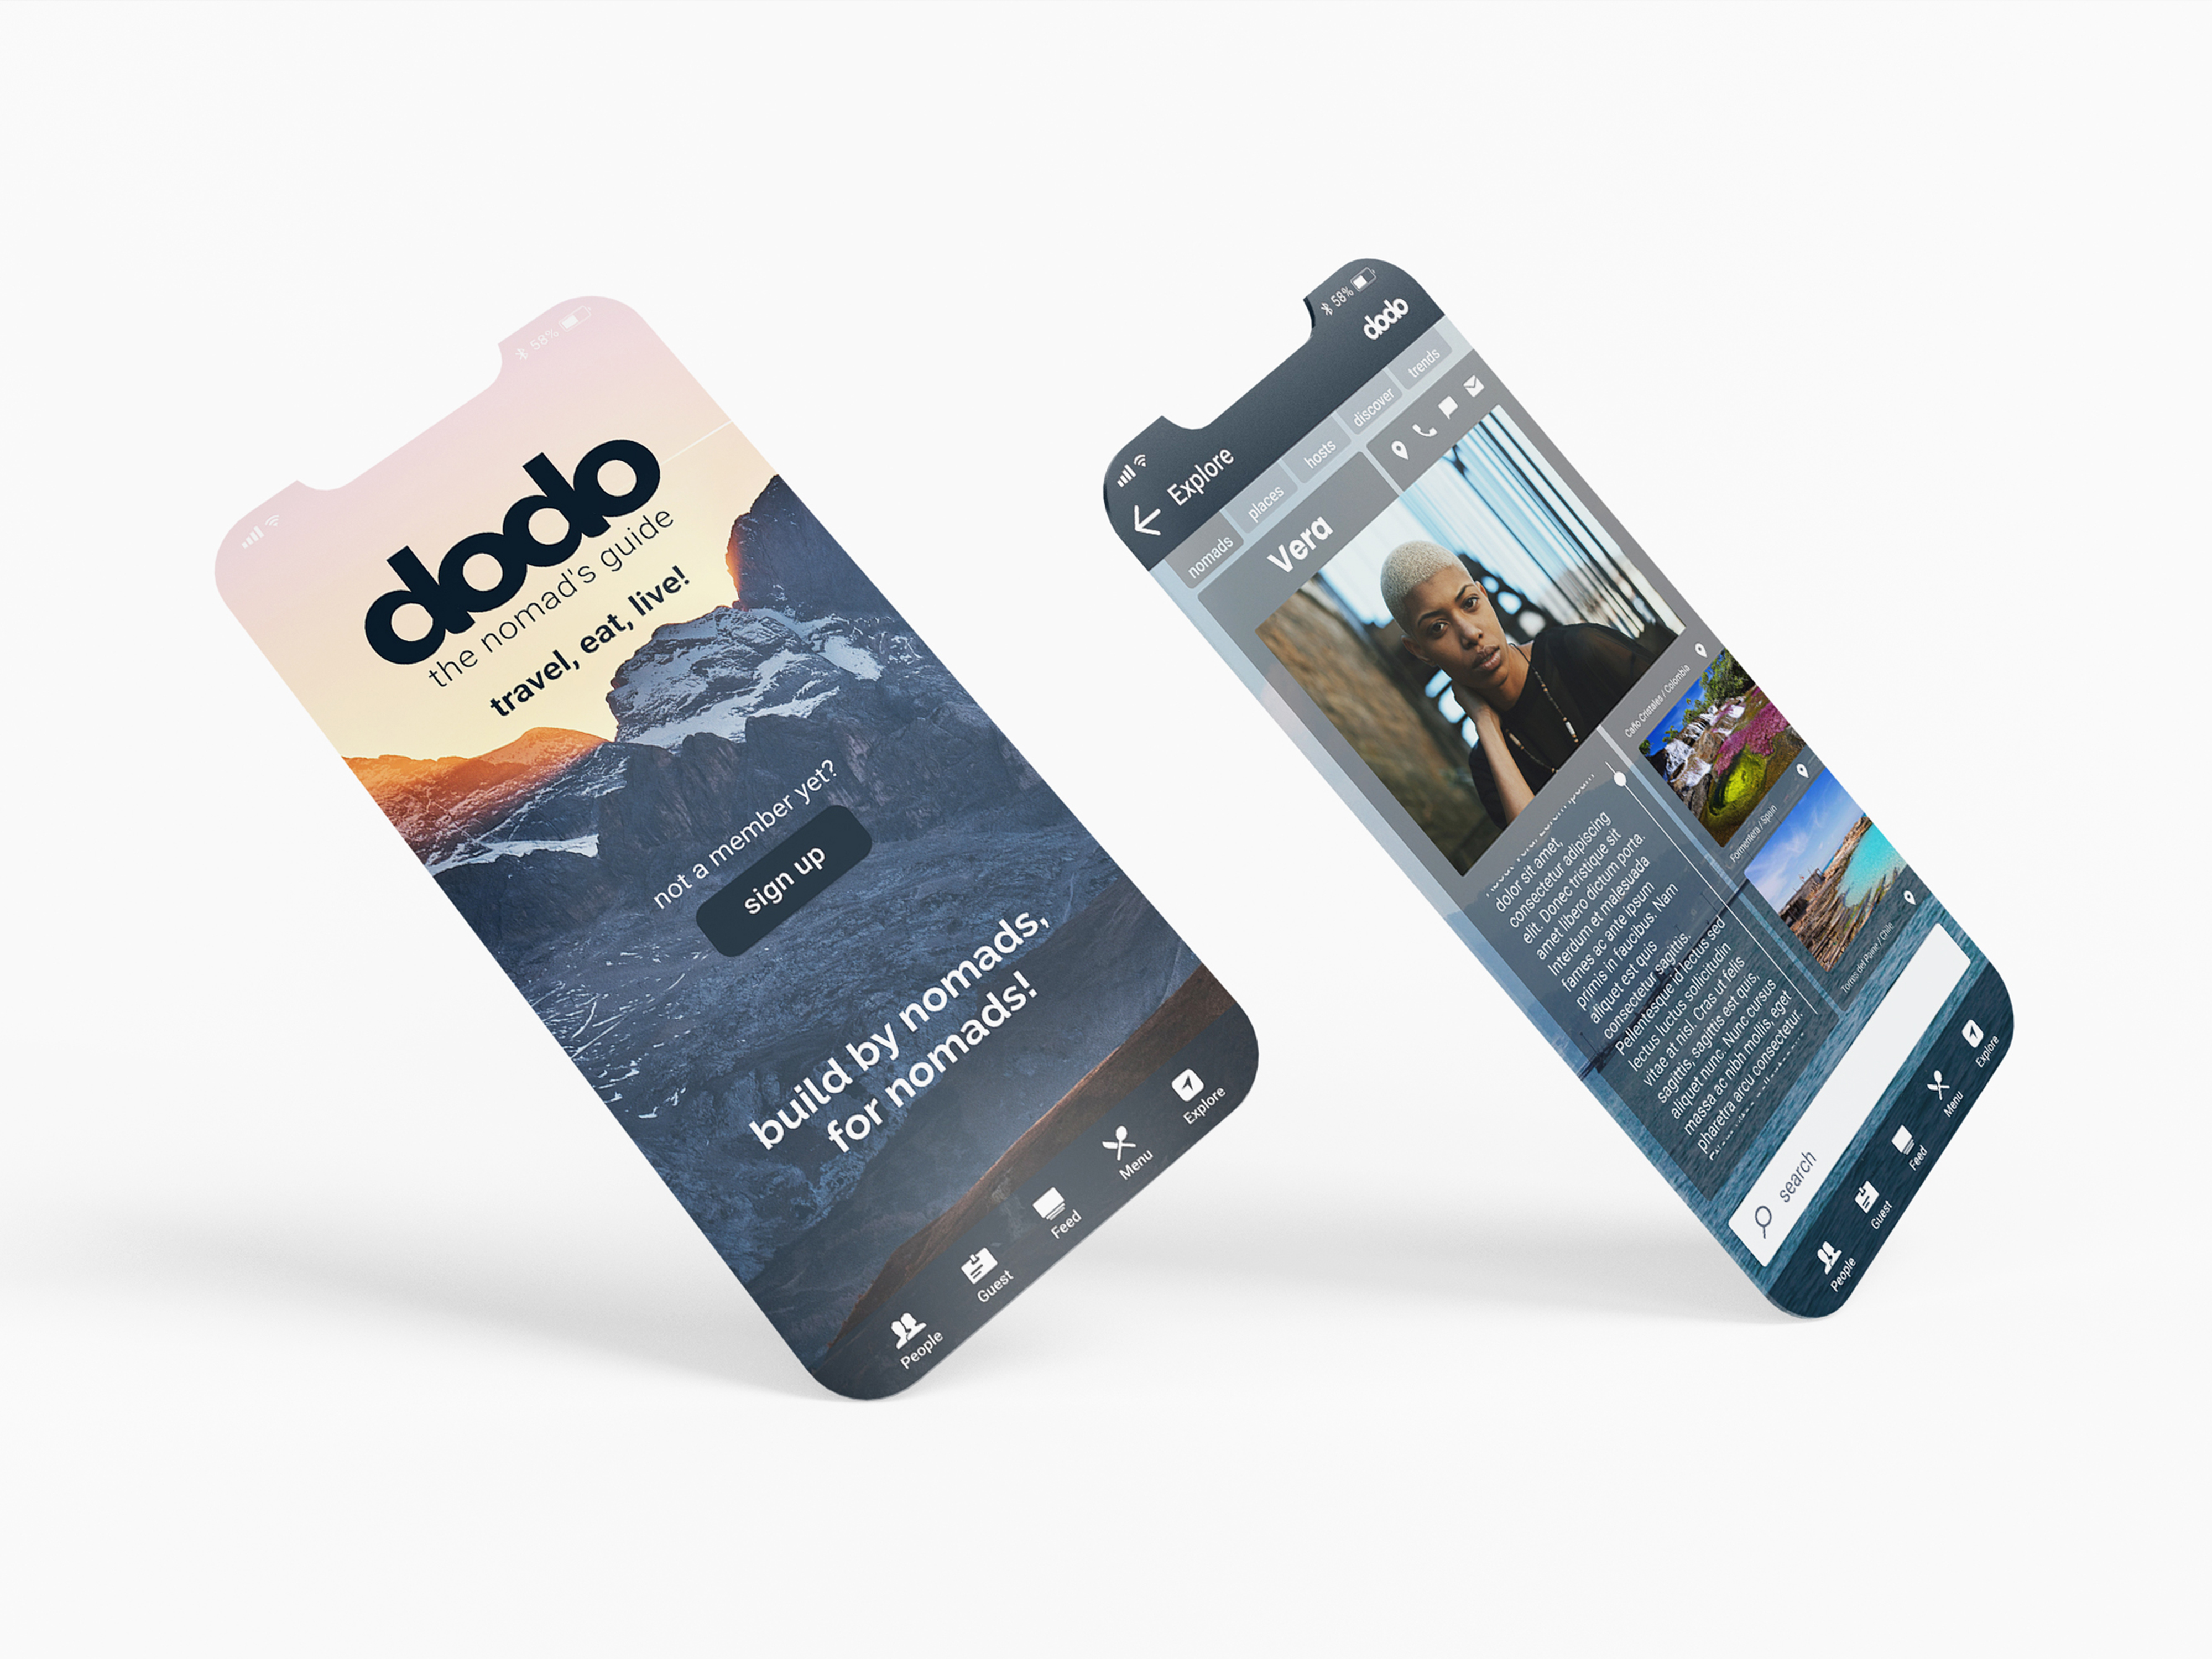 58%
dodo
the nomad's guide
travel, eat, live!
not a member yet?
sign up
build by nomads,
for nomads!
People
Guest
Feed
Menu
Explore
58%
Explore
dodo
nomads
places
hosts
discover
trends
Vera
dolor sit amet,
consectetur adipiscing
elit. Donec tristique sit
amet libero dictum porta.
Interdum et malesuada
fames ac ante ipsum
primis in faucibus. Nam
aliquet est quis
consectetur sagittis.
Pellentesque id lectus sed
lectus luctus sollicitudin
vitae at nisl. Cras ut felis
sagittis, sagittis est quis,
aliquet nunc. Nunc cursus
massa ac nibh mollis, eget
pharetra arcu consectetur.
Caño Cristales / Colombia
Formentera / Spain
Torres del Paine / Chile
search
People
Guest
Feed
Menu
Explore